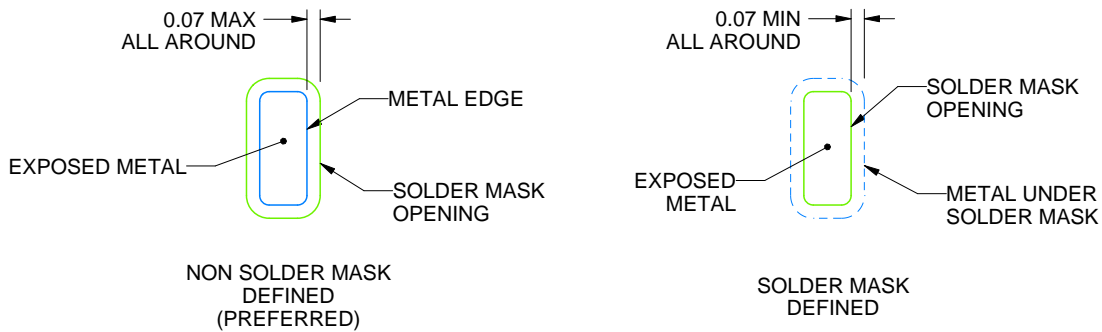 0.07 MAX
ALL AROUND
METAL EDGE
EXPOSED METAL
SOLDER MASK
OPENING
NON SOLDER MASK
DEFINED
(PREFERRED)
0.07 MIN
ALL AROUND
SOLDER MASK
OPENING
EXPOSED
METAL
METAL UNDER
SOLDER MASK
SOLDER MASK
DEFINED